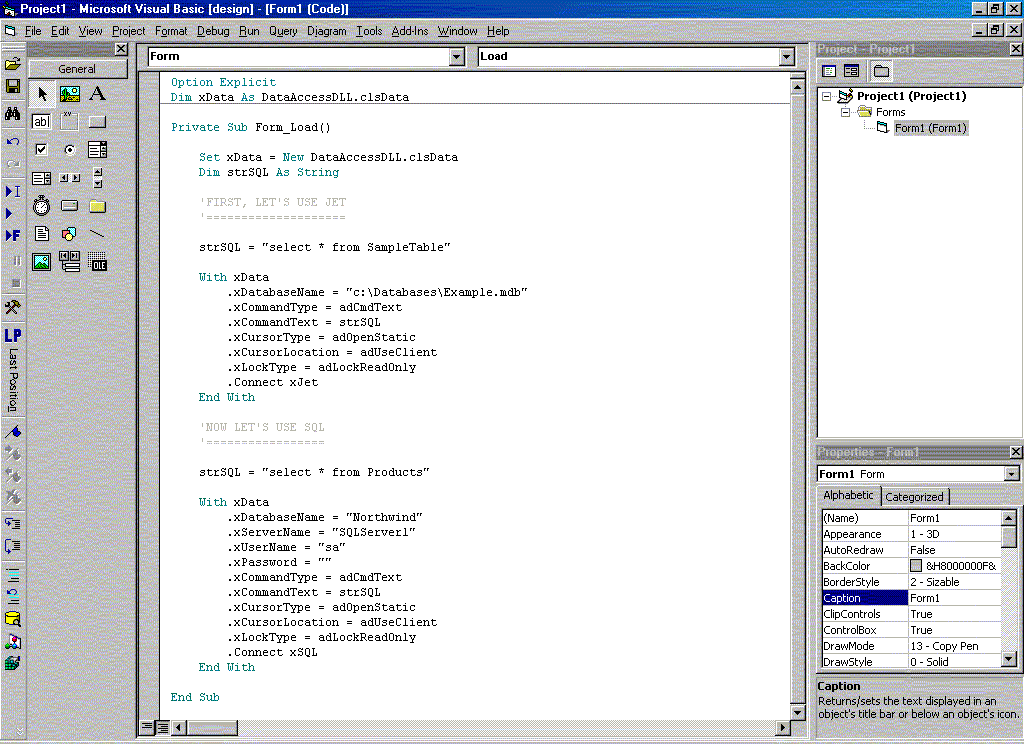 Project1 - Microsoft Visual Basic [design] - [Form1 (Code)]
File Edit View Project Format Debug Run Query Diagram Tools Add-Ins Window Help
General
A
ab|
xv
OLE
LP
Last Position
Form Load
Option Explicit
Dim xData As DataAccessDLL.clsData
Private Sub Form_Load()
Set xData = New DataAccessDLL.clsData
Dim strSQL As String
'FIRST, LET'S USE JET
'====================
strSQL = "select * from SampleTable"
With xData
.xDatabaseName = "c:\Databases\Example.mdb"
.xCommandType = adCmdText
.xCommandText = strSQL
.xCursorType = adOpenStatic
.xCursorLocation = adUseClient
.xLockType = adLockReadOnly
.Connect xJet
End With
'NOW LET'S USE SQL
'=================
strSQL = "select * from Products"
With xData
.xDatabaseName = "Northwind"
.xServerName = "SQLServer1"
.xUserName = "sa"
.xPassword = ""
.xCommandType = adCmdText
.xCommandText = strSQL
.xCursorType = adOpenStatic
.xCursorLocation = adUseClient
.xLockType = adLockReadOnly
.Connect xSQL
End With
End Sub
Project - Project1
Project1 (Project1)
Forms
Form1 (Form1)
Properties - Form1
Form1 Form
Alphabetic Categorized
(Name) Form1
Appearance 1 - 3D
AutoRedraw False
BackColor &H8000000F&
BorderStyle 2 - Sizable
Caption Form1
ClipControls True
ControlBox True
DrawMode 13 - Copy Pen
DrawStyle 0 - Solid
Caption
Returns/sets the text displayed in an
object's title bar or below an object's icon.